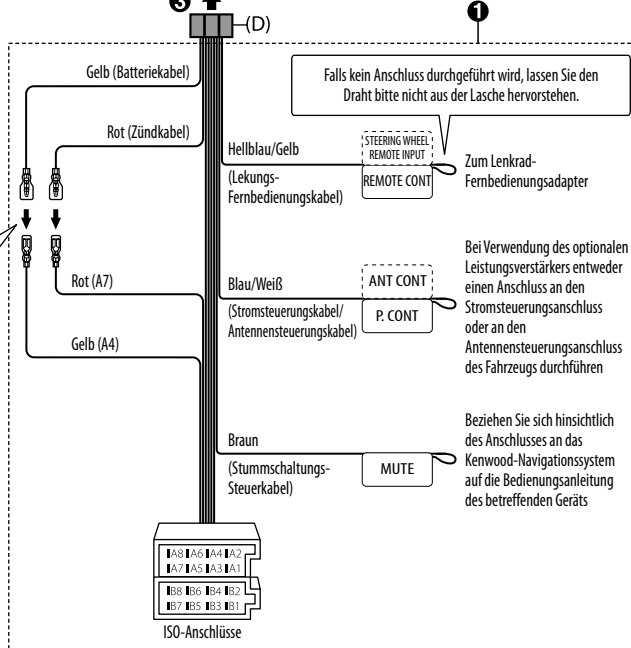 ❸
(D)
❶
Gelb (Batteriekabel)
Falls kein Anschluss durchgeführt wird, lassen Sie den
Draht bitte nicht aus der Lasche hervorstehen.
Rot (Zündkabel)
Hellblau/Gelb
(Lekungs-
Fernbedienungskabel)
STEERING WHEEL
REMOTE INPUT
REMOTE CONT
Zum Lenkrad-
Fernbedienungsadapter
Rot (A7)
Gelb (A4)
Blau/Weiß
(Stromsteuerungskabel/
Antennensteuerungskabel)
ANT CONT
P. CONT
Bei Verwendung des optionalen
Leistungsverstärkers entweder
einen Anschluss an den
Stromsteuerungsanschluss
oder an den
Antennensteuerungsanschluss
des Fahrzeugs durchführen
Braun
(Stummschaltungs-
Steuerkabel)
MUTE
Beziehen Sie sich hinsichtlich
des Anschlusses an das
Kenwood-Navigationssystem
auf die Bedienungsanleitung
des betreffenden Geräts
A8 A6 A4 A2
A7 A5 A3 A1
B8 B6 B4 B2
B7 B5 B3 B1
ISO-Anschlüsse